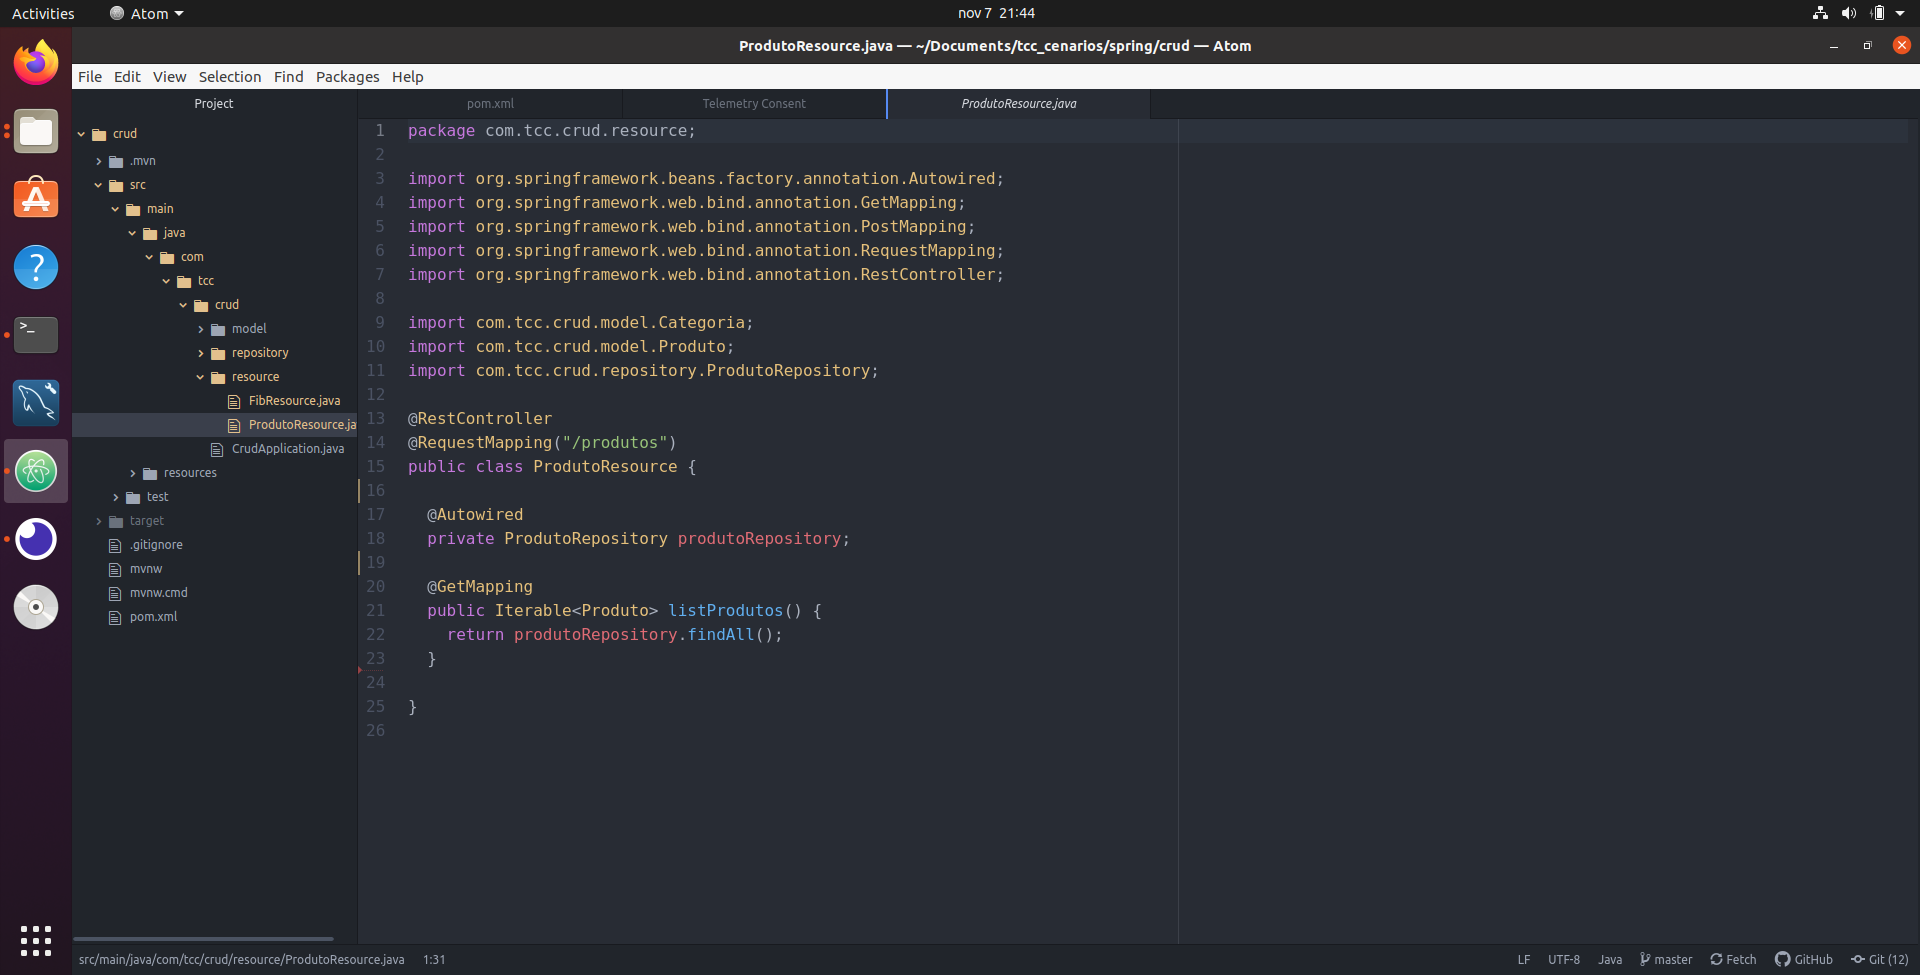 Activities
Atom
nov 7 21:44
ProdutoResource.java — ~/Documents/tcc_cenarios/spring/crud — Atom
File Edit View Selection Find Packages Help
Project
crud
.mvn
src
main
java
com
tcc
crud
model
repository
resource
FibResource.java
ProdutoResource.ja
CrudApplication.java
resources
test
target
.gitignore
mvnw
mvnw.cmd
pom.xml
pom.xml
Telemetry Consent
ProdutoResource.java
1 package com.tcc.crud.resource;
2
3 import org.springframework.beans.factory.annotation.Autowired;
4 import org.springframework.web.bind.annotation.GetMapping;
5 import org.springframework.web.bind.annotation.PostMapping;
6 import org.springframework.web.bind.annotation.RequestMapping;
7 import org.springframework.web.bind.annotation.RestController;
8
9 import com.tcc.crud.model.Categoria;
10 import com.tcc.crud.model.Produto;
11 import com.tcc.crud.repository.ProdutoRepository;
12
13 @RestController
14 @RequestMapping("/produtos")
15 public class ProdutoResource {
16
17 @Autowired
18 private ProdutoRepository produtoRepository;
19
20 @GetMapping
21 public Iterable<Produto> listProdutos() {
22 return produtoRepository.findAll();
23 }
24
25 }
26
src/main/java/com/tcc/crud/resource/ProdutoResource.java 1:31
LF UTF-8 Java master Fetch GitHub Git (12)